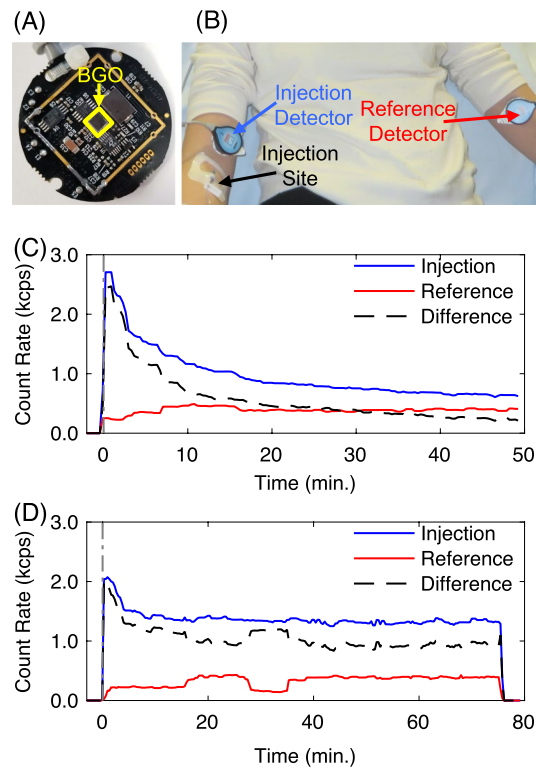 (A)
BGO
(B)
Injection
Detector
Reference
Detector
Injection
Site
(C)
Count Rate (kcps)
3.0
2.0
1.0
0.0
Injection
Reference
Difference
0 10 20 30 40 50
Time (min.)
(D)
Count Rate (kcps)
3.0
2.0
1.0
0.0
Injection
Reference
Difference
0 20 40 60 80
Time (min.)